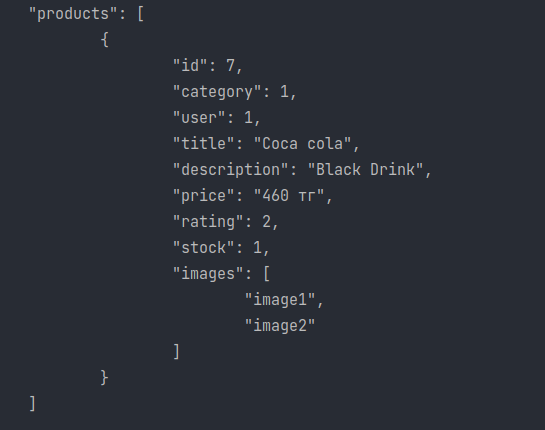 "products": [
{
"id": 7,
"category": 1,
"user": 1,
"title": "Coca cola",
"description": "Black Drink",
"price": "460 тг",
"rating": 2,
"stock": 1,
"images": [
"image1",
"image2"
]
}
]